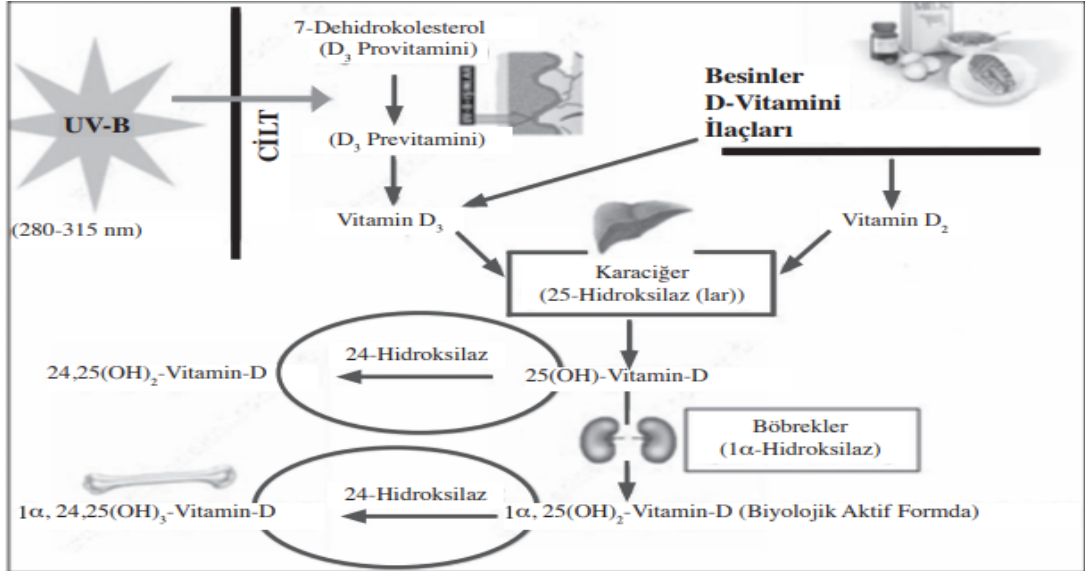 7-Dehidrokolesterol
(D₃ Provitamini)
UV-B
CİLT
(D₃ Previtamini)
Besinler
D-Vitamini
İlaçları
(280-315 nm)
Vitamin D₃
Vitamin D₂
Karaciğer
(25-Hidroksilaz (lar))
24,25(OH)₂-Vitamin-D
24-Hidroksilaz
25(OH)-Vitamin-D
Böbrekler
(1α-Hidroksilaz)
1α, 24,25(OH)₃-Vitamin-D
24-Hidroksilaz
1α, 25(OH)₂-Vitamin-D (Biyolojik Aktif Formda)